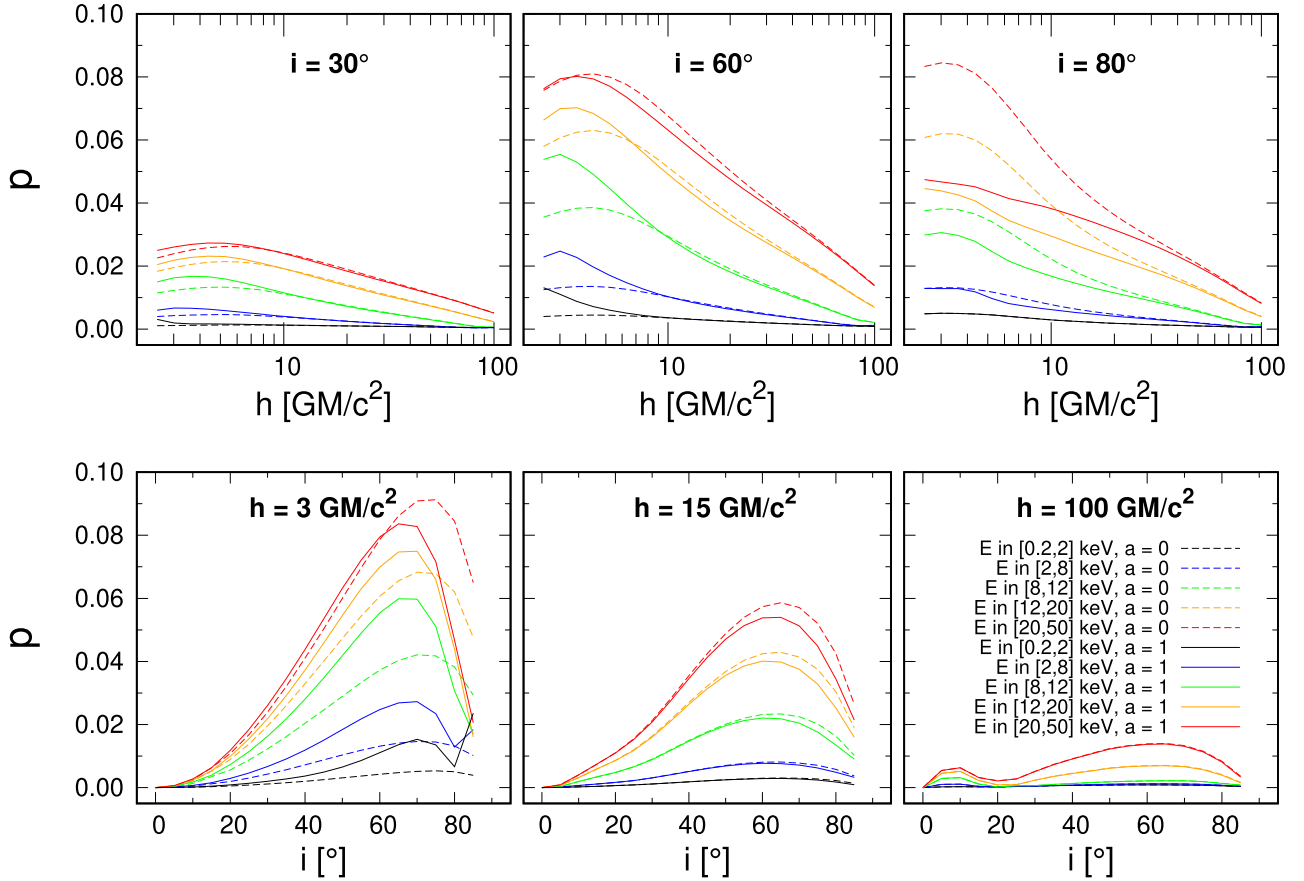 i = 30°
i = 60°
i = 80°
p
0.10
0.08
0.06
0.04
0.02
0.00
10 100
10 100
10 100
h [GM/c²]
h [GM/c²]
h [GM/c²]
h = 3 GM/c²
h = 15 GM/c²
h = 100 GM/c²
p
0.10
0.08
0.06
0.04
0.02
0.00
E in [0.2,2] keV, a = 0
E in [2,8] keV, a = 0
E in [8,12] keV, a = 0
E in [12,20] keV, a = 0
E in [20,50] keV, a = 0
E in [0.2,2] keV, a = 1
E in [2,8] keV, a = 1
E in [8,12] keV, a = 1
E in [12,20] keV, a = 1
E in [20,50] keV, a = 1
0 20 40 60 80
0 20 40 60 80
0 20 40 60 80
i [°]
i [°]
i [°]